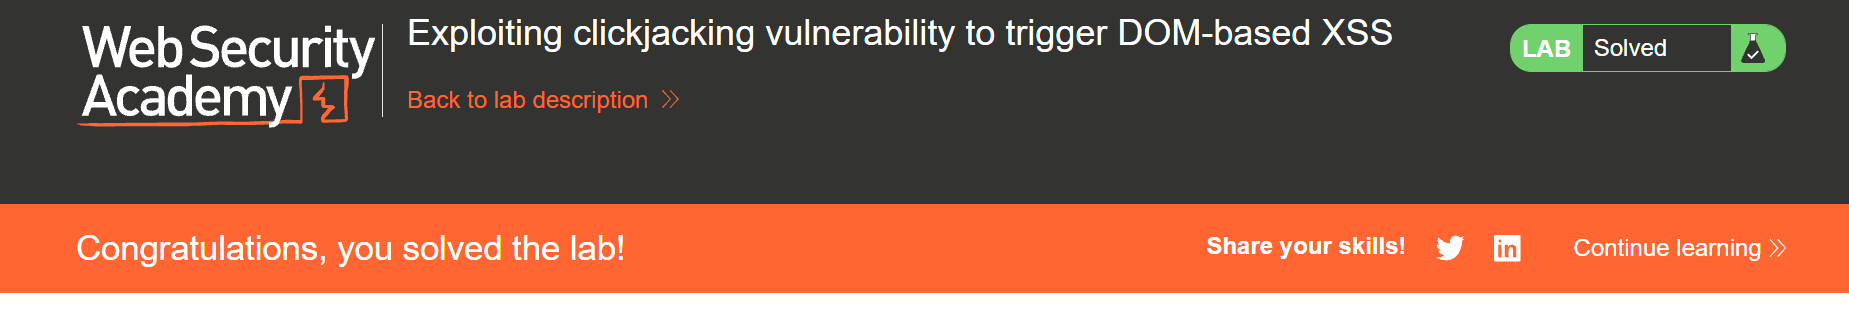 Web Security
Academy
Exploiting clickjacking vulnerability to trigger DOM-based XSS
Back to lab description
LAB Solved
Congratulations, you solved the lab!
Share your skills!
Continue learning